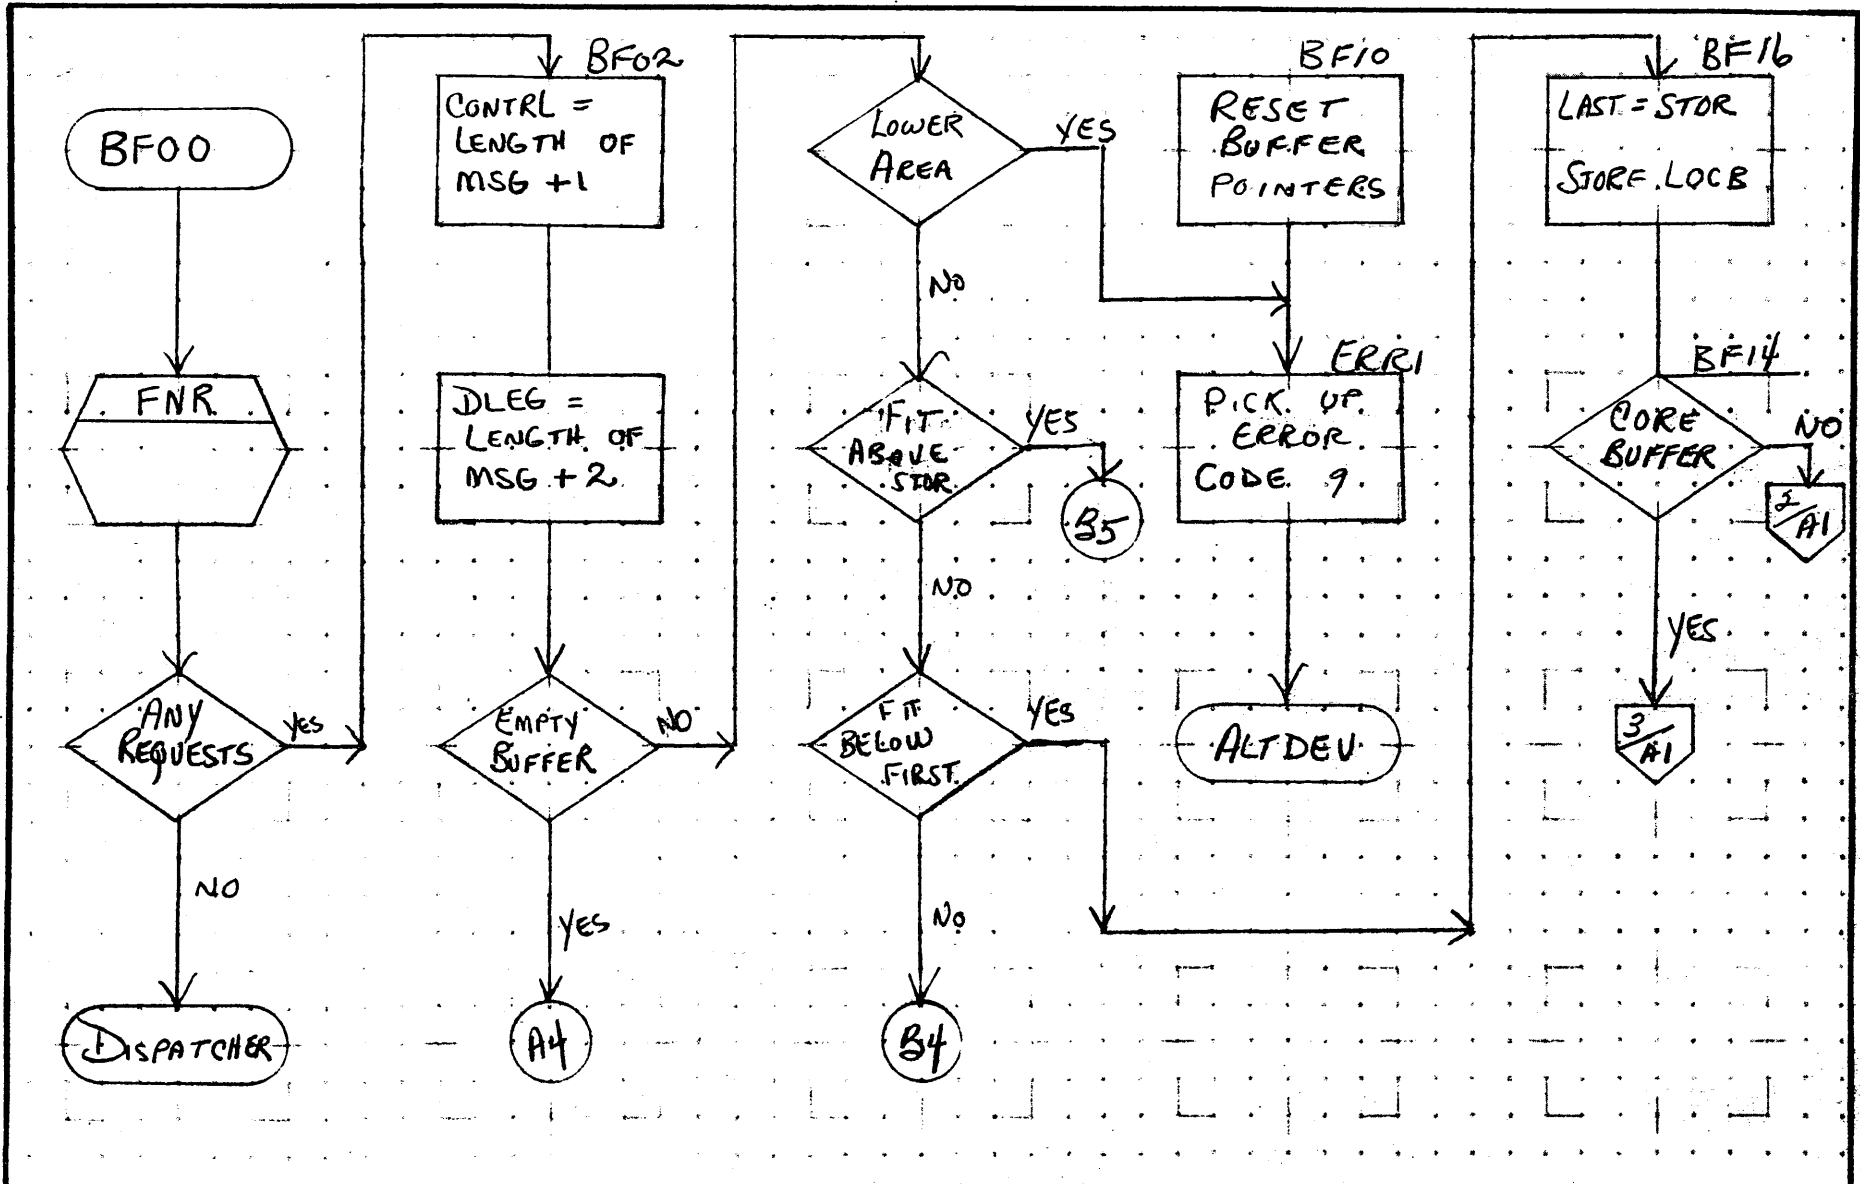 BF00
FNR
ANY
REQUESTS
YES
NO
DISPATCHER
BF02
CONTRL =
LENGTH OF
MSG +1
DLEG =
LENGTH OF
MSG +2
EMPTY
BUFFER
NO
YES
A4
LOWER
AREA
YES
NO
FIT
ABOVE
STOR
YES
B5
NO
FIT
BELOW
FIRST
YES
NO
B4
BF10
RESET
BUFFER
POINTERS
ERR1
PICK UP
ERROR
CODE 9
ALTDEV
BF16
LAST = STOR
STORE LOCB
BF14
CORE
BUFFER
NO
2/A1
YES
3/A1